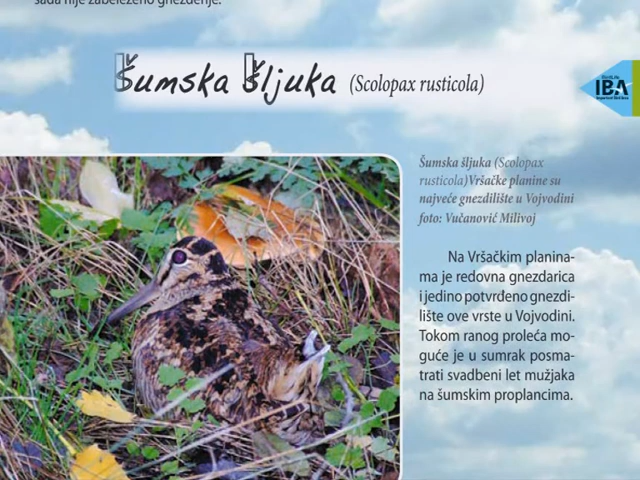 sada nije zabeleženo gnezđenje.
Šumska šljuka (Scolopax rusticola)
IBA
Šumska šljuka (Scolopax
rusticola)Vršačke planine su
najveće gnezdilište u Vojvodini
foto: Vučanović Milivoj
Na Vršačkim planina-
ma je redovna gnezdarica
i jedino potvrđeno gnezdi-
lište ove vrste u Vojvodini.
Tokom ranog proleća mo-
guće je u sumrak posma-
trati svadbeni let mužjaka
na šumskim proplancima.